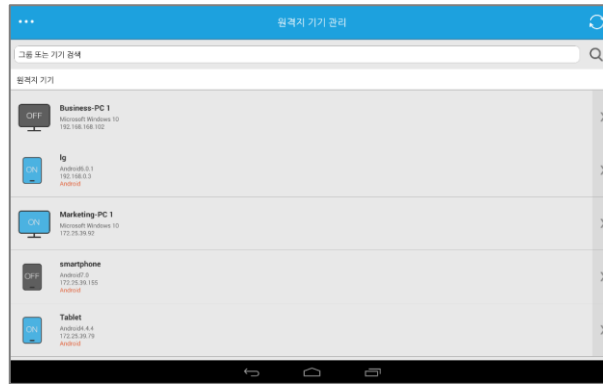 원격지 기기 관리
그룹 또는 기기 검색
원격지 기기
OFF
Business-PC 1
Microsoft Windows 10
192.168.168.102
ON
lg
Android6.0.1
192.168.0.3
Android
ON
Marketing-PC 1
Microsoft Windows 10
172.25.39.92
OFF
smartphone
Android7.0
172.25.39.155
Android
ON
Tablet
Android4.4.4
172.25.39.79
Android